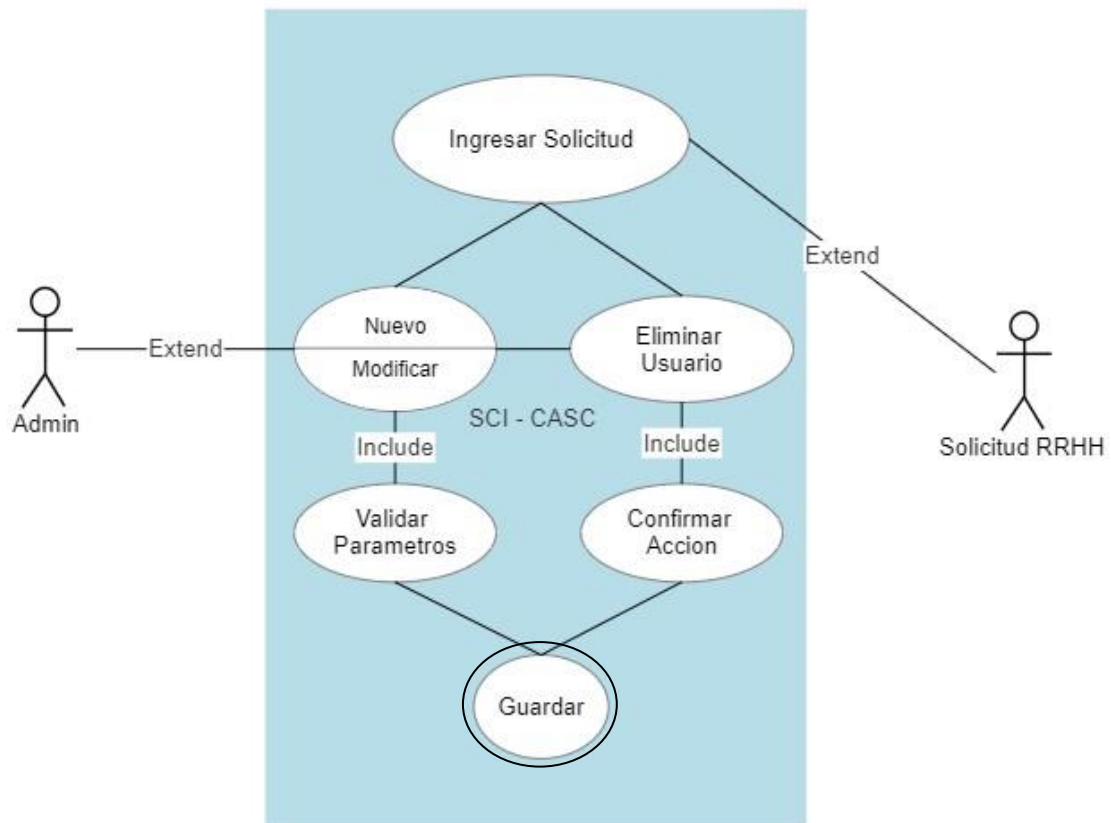 Ingresar Solicitud
Extend
Nuevo
Modificar
Eliminar
Usuario
Extend
Admin
SCI - CASC
Solicitud RRHH
Include
Include
Validar
Parametros
Confirmar
Accion
Guardar